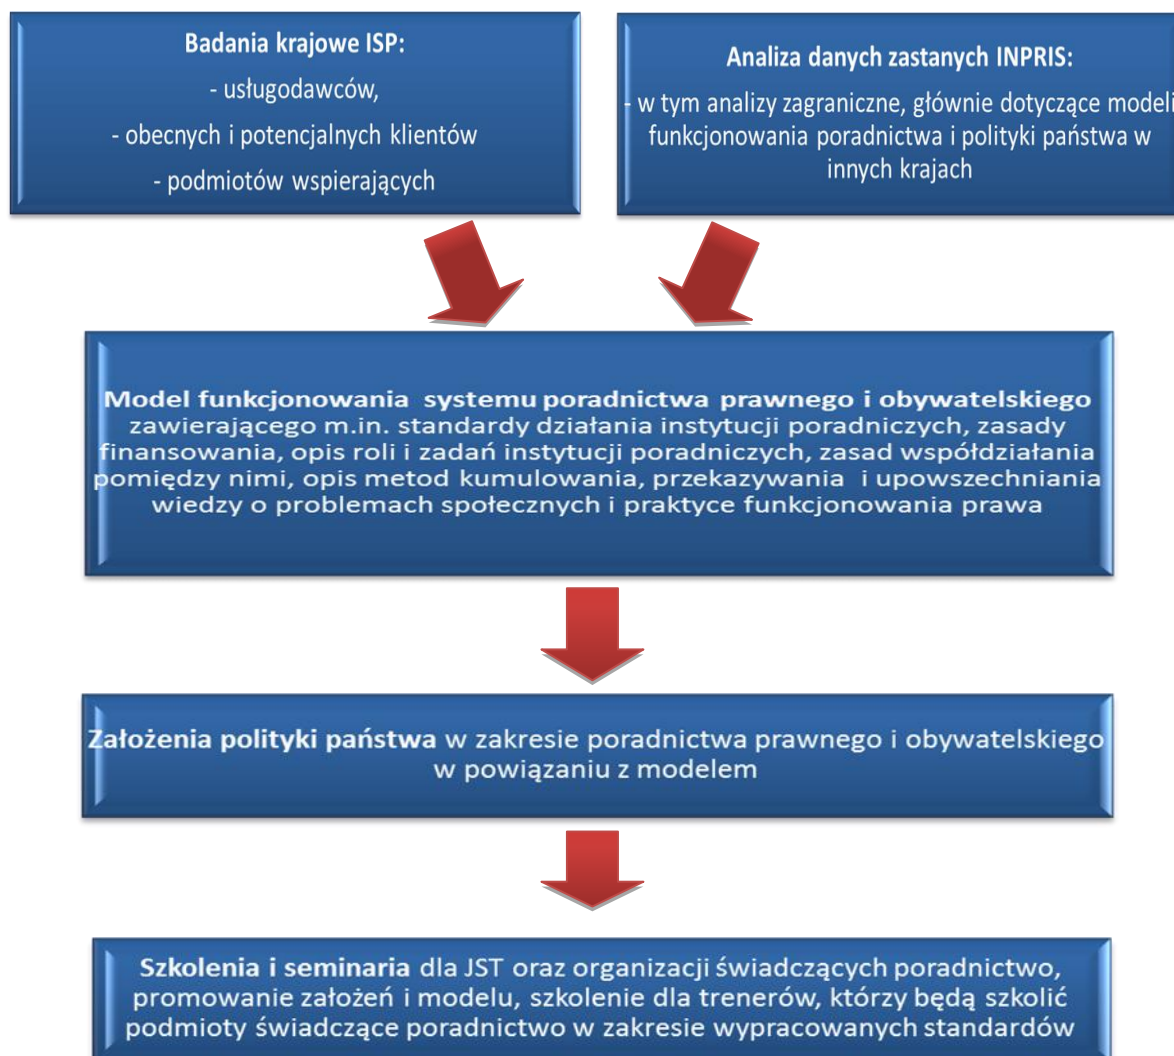 Badania krajowe ISP:
- usługodawców,
- obecnych i potencjalnych klientów
- podmiotów wspierających
Analiza danych zastanych INPRIS:
- w tym analizy zagraniczne, głównie dotyczące modeli
funkcjonowania poradnictwa i polityki państwa w
innych krajach
Model funkcjonowania systemu poradnictwa prawnego i obywatelskiego
zawierającego m.in. standardy działania instytucji poradniczych, zasady
finansowania, opis roli i zadań instytucji poradniczych, zasad współdziałania
pomiędzy nimi, opis metod kumulowania, przekazywania i upowszechniania
wiedzy o problemach społecznych i praktyce funkcjonowania prawa
Założenia polityki państwa w zakresie poradnictwa prawnego i obywatelskiego
w powiązaniu z modelem
Szkolenia i seminaria dla JST oraz organizacji świadczących poradnictwo,
promowanie założeń i modelu, szkolenie dla trenerów, którzy będą szkolić
podmioty świadczące poradnictwo w zakresie wypracowanych standardów